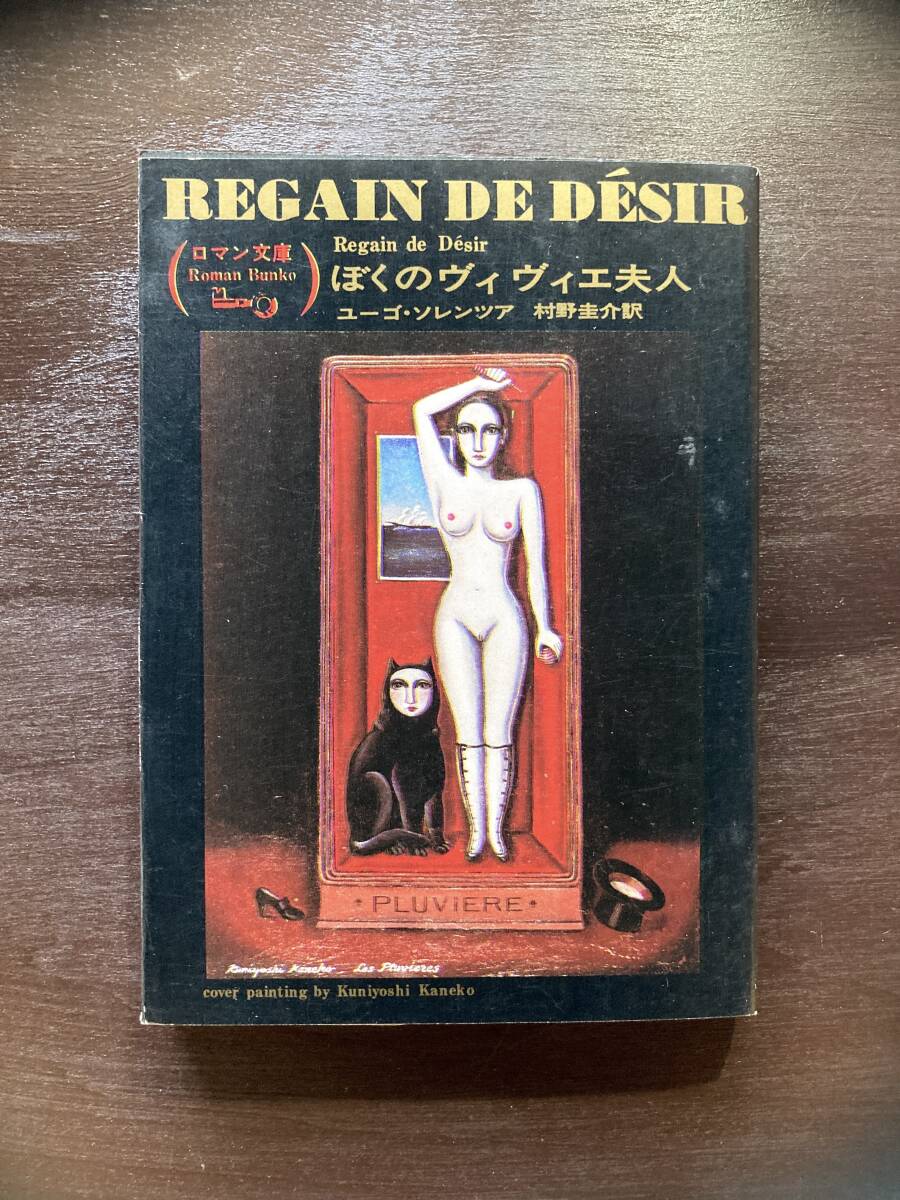 REGAIN DE DÉSIR
Regain de Désir
ロマン文庫
Roman Bunko
ぼくのヴィヴィエ夫人
ユーゴ・ソレンツア 村野圭介訳
• PLUVIERE •
Kuniyoshi Kaneko Les Pluvieres
cover painting by Kuniyoshi Kaneko